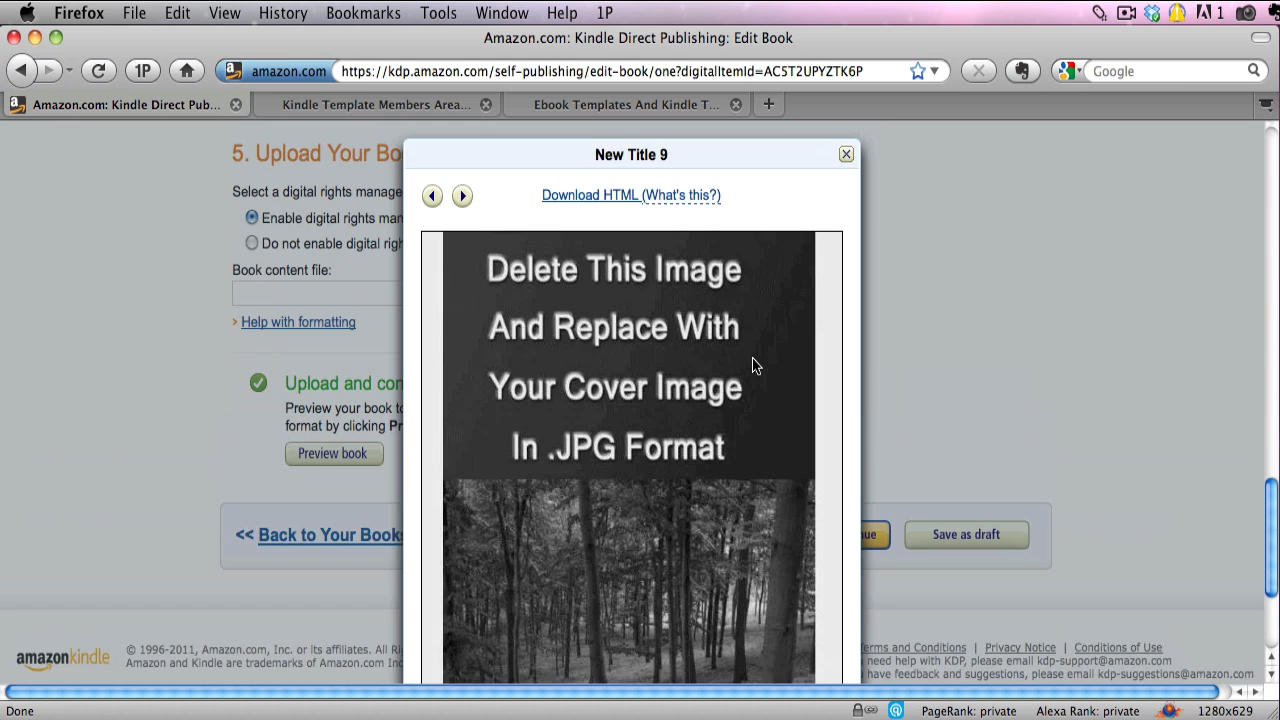 Firefox File Edit View History Bookmarks Tools Window Help 1P 1
Amazon.com: Kindle Direct Publishing: Edit Book
1P amazon.com https://kdp.amazon.com/self-publishing/edit-book/one?digitalItemId=AC5T2UPYZTK6P Google
Amazon.com: Kindle Direct Pub... Kindle Template Members Area... Ebook Templates And Kindle T...
5. Upload Your Bo
New Title 9
Select a digital rights manage
Download HTML (What's this?)
Enable digital rights man
Do not enable digital righ
Book content file:
Help with formatting
Delete This Image
And Replace With
Your Cover Image
In .JPG Format
Upload and con
Preview your book to
format by clicking Pr
Preview book
<< Back to Your Books
ue
Save as draft
amazonkindle
© 1996-2011, Amazon.com, Inc. or its affiliates. All Ri
Amazon and Kindle are trademarks of Amazon.com Inc
Terms and Conditions | Privacy Notice | Conditions of Use
need help with KDP, please email kdp-support@amazon.com
have feedback and suggestions, please email kdp-suggestions@amazon.com
Done PageRank: private Alexa Rank: private 1280x629